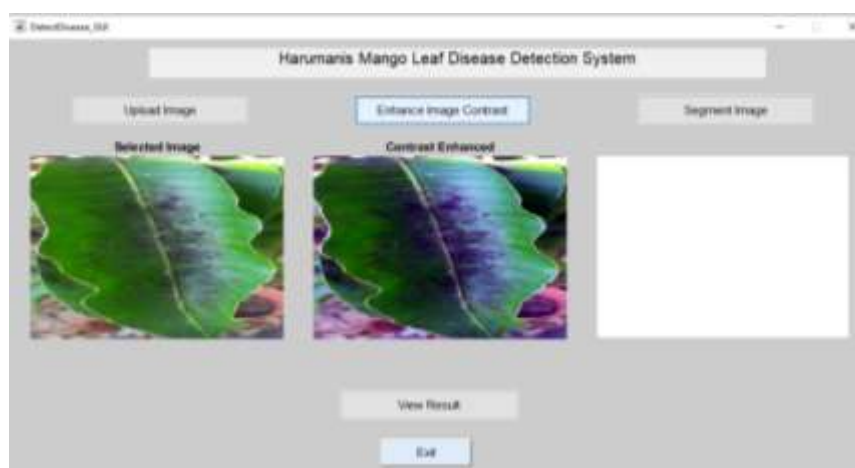 DetectDisease_GUI
Harumanis Mango Leaf Disease Detection System
Upload Image
Enhance Image Contrast
Segment Image
Selected Image
Contrast Enhanced
View Result
Exit